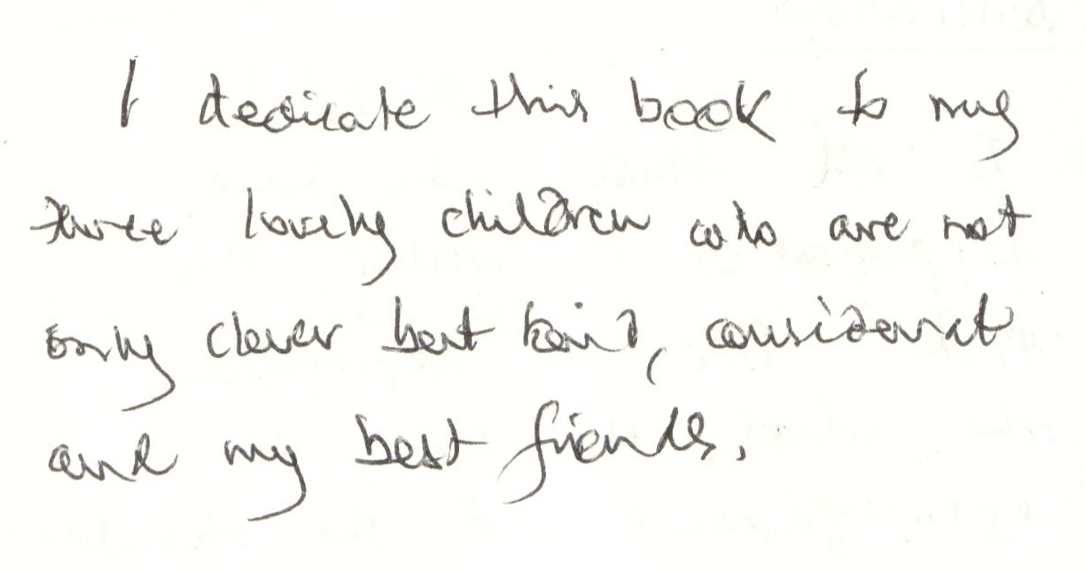 I dedicate this book to my
three lovely children who are not
only clever but kind, considerat
and my best friends.